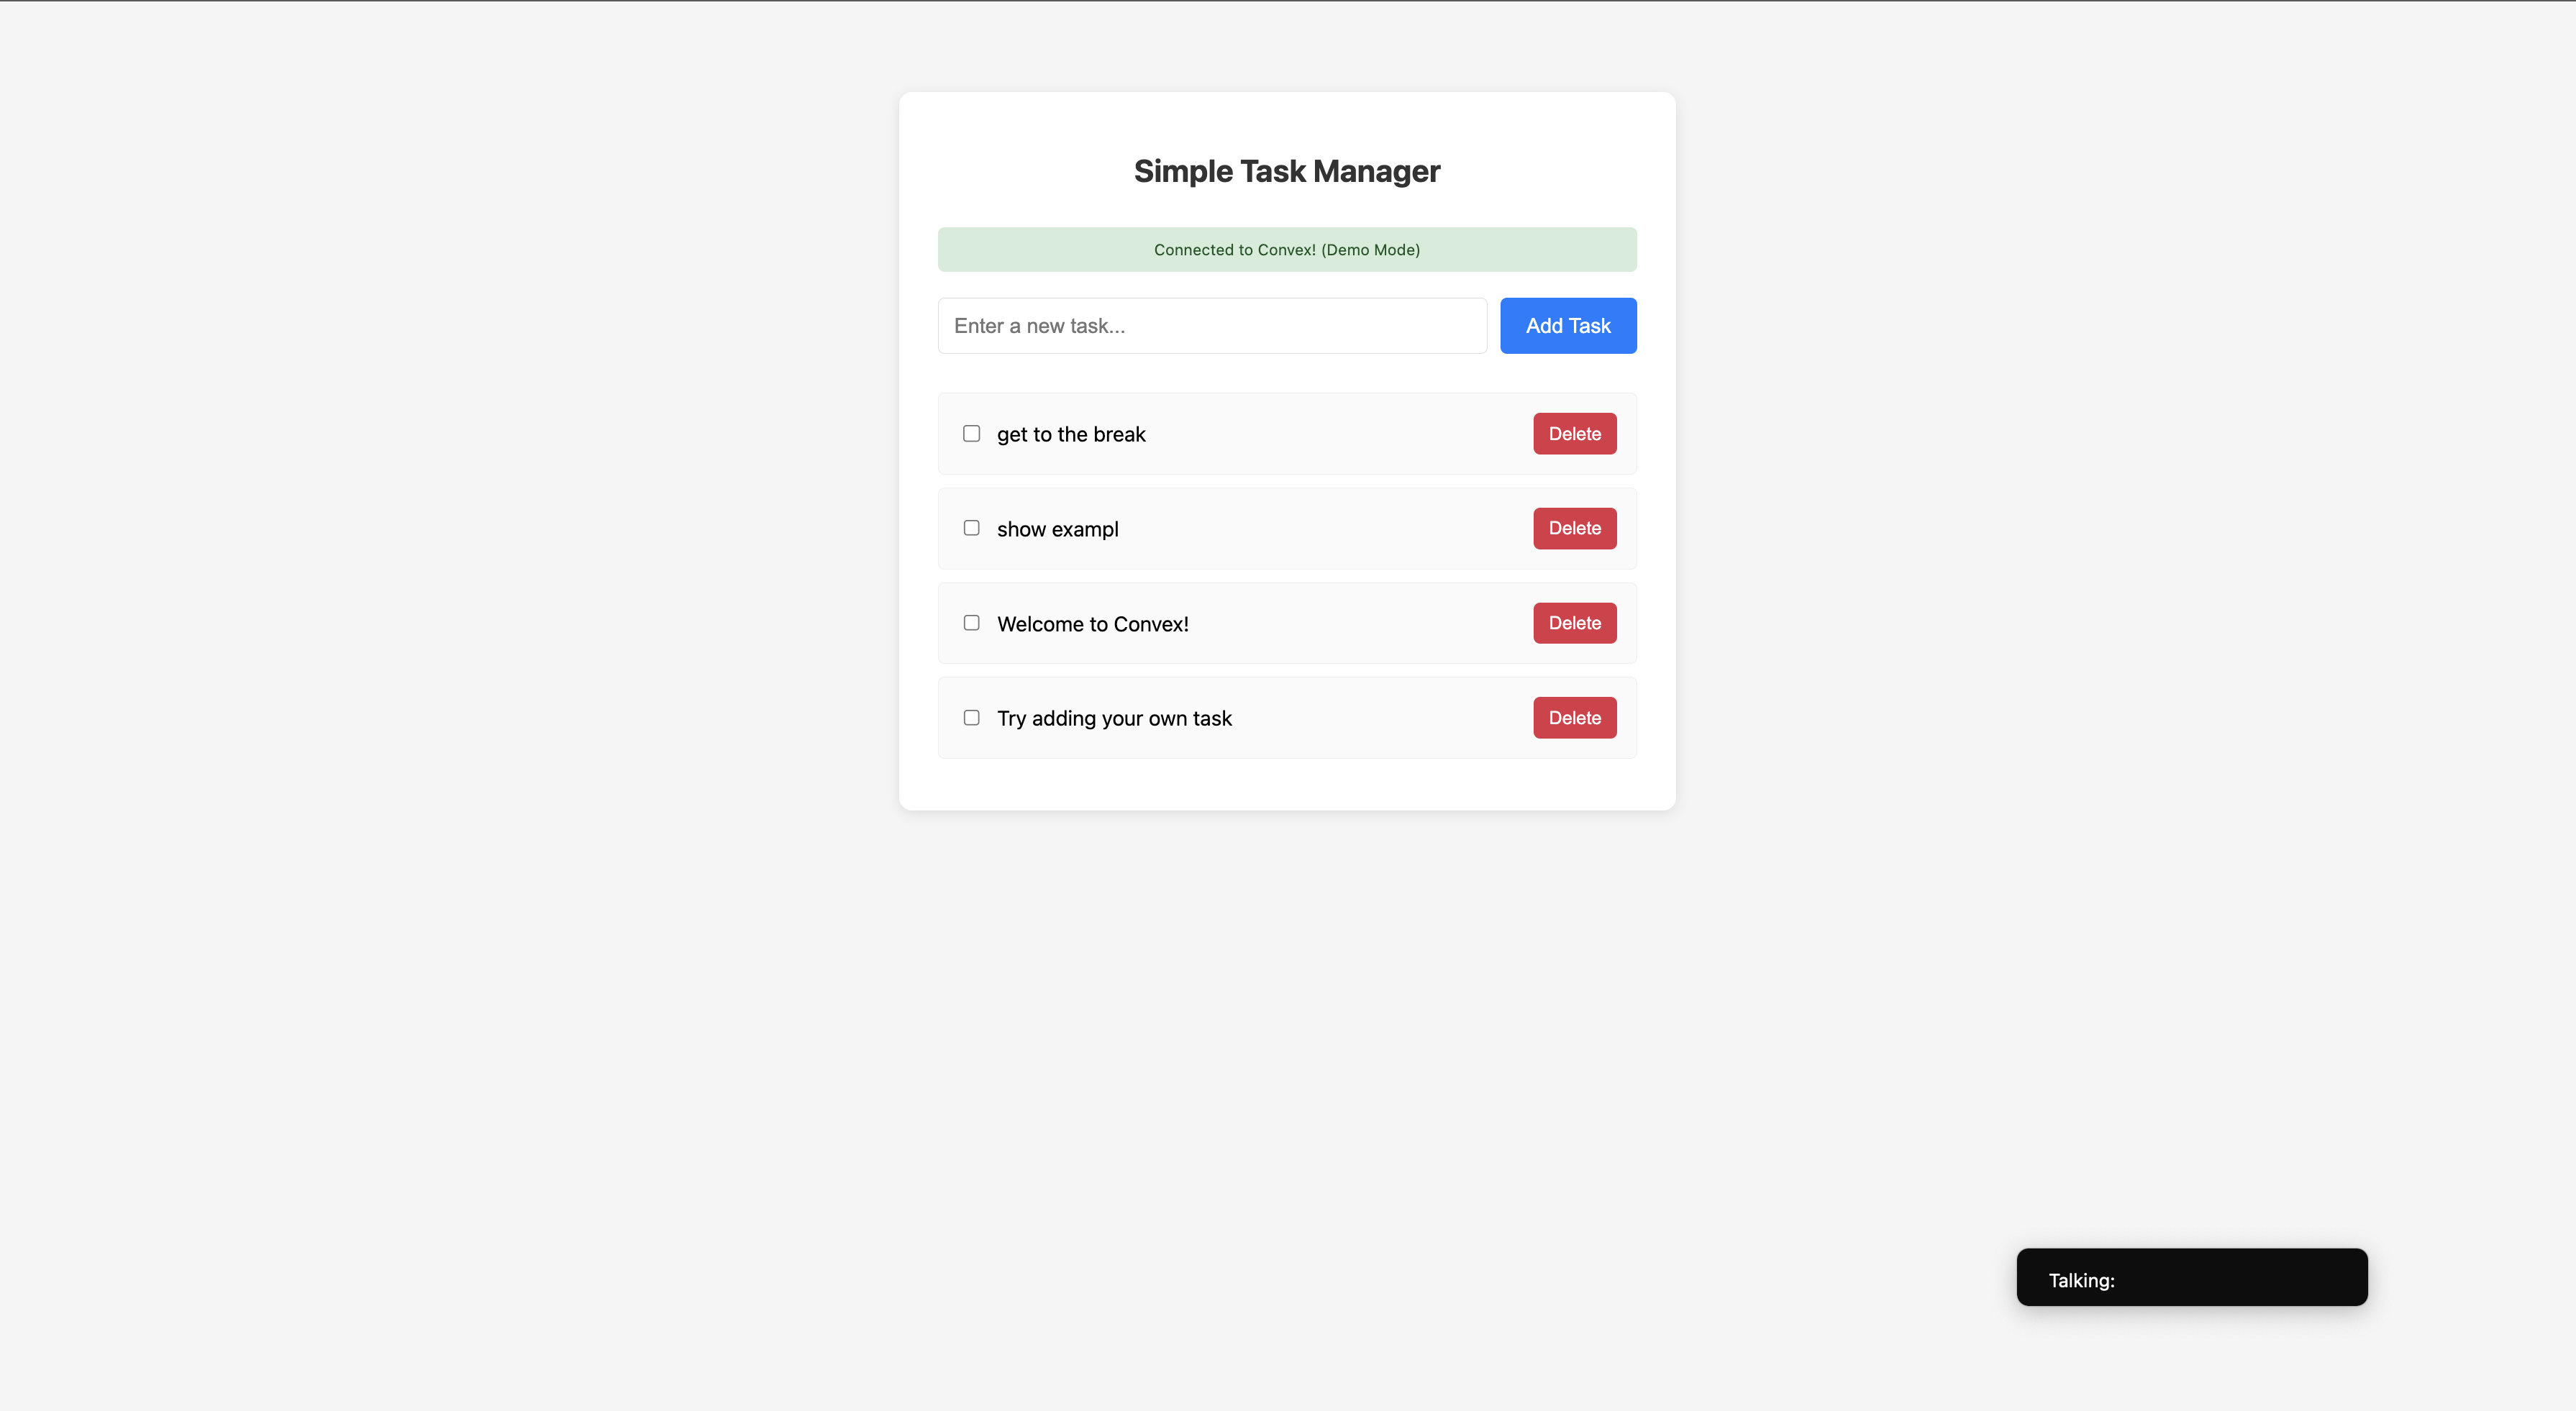 Simple Task Manager
Connected to Convex! (Demo Mode)
Enter a new task...
Add Task
get to the break
Delete
show exampl
Delete
Welcome to Convex!
Delete
Try adding your own task
Delete
Talking: